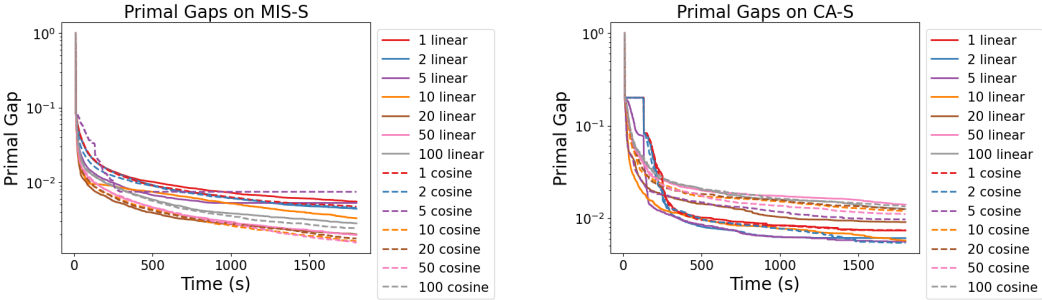 Primal Gaps on MIS-S
Primal Gap
10⁰
10⁻¹
10⁻²
0
500
1000
1500
Time (s)
1 linear
2 linear
5 linear
10 linear
20 linear
50 linear
100 linear
1 cosine
2 cosine
5 cosine
10 cosine
20 cosine
50 cosine
100 cosine
Primal Gaps on CA-S
Primal Gap
10⁰
10⁻¹
10⁻²
0
500
1000
1500
Time (s)
1 linear
2 linear
5 linear
10 linear
20 linear
50 linear
100 linear
1 cosine
2 cosine
5 cosine
10 cosine
20 cosine
50 cosine
100 cosine